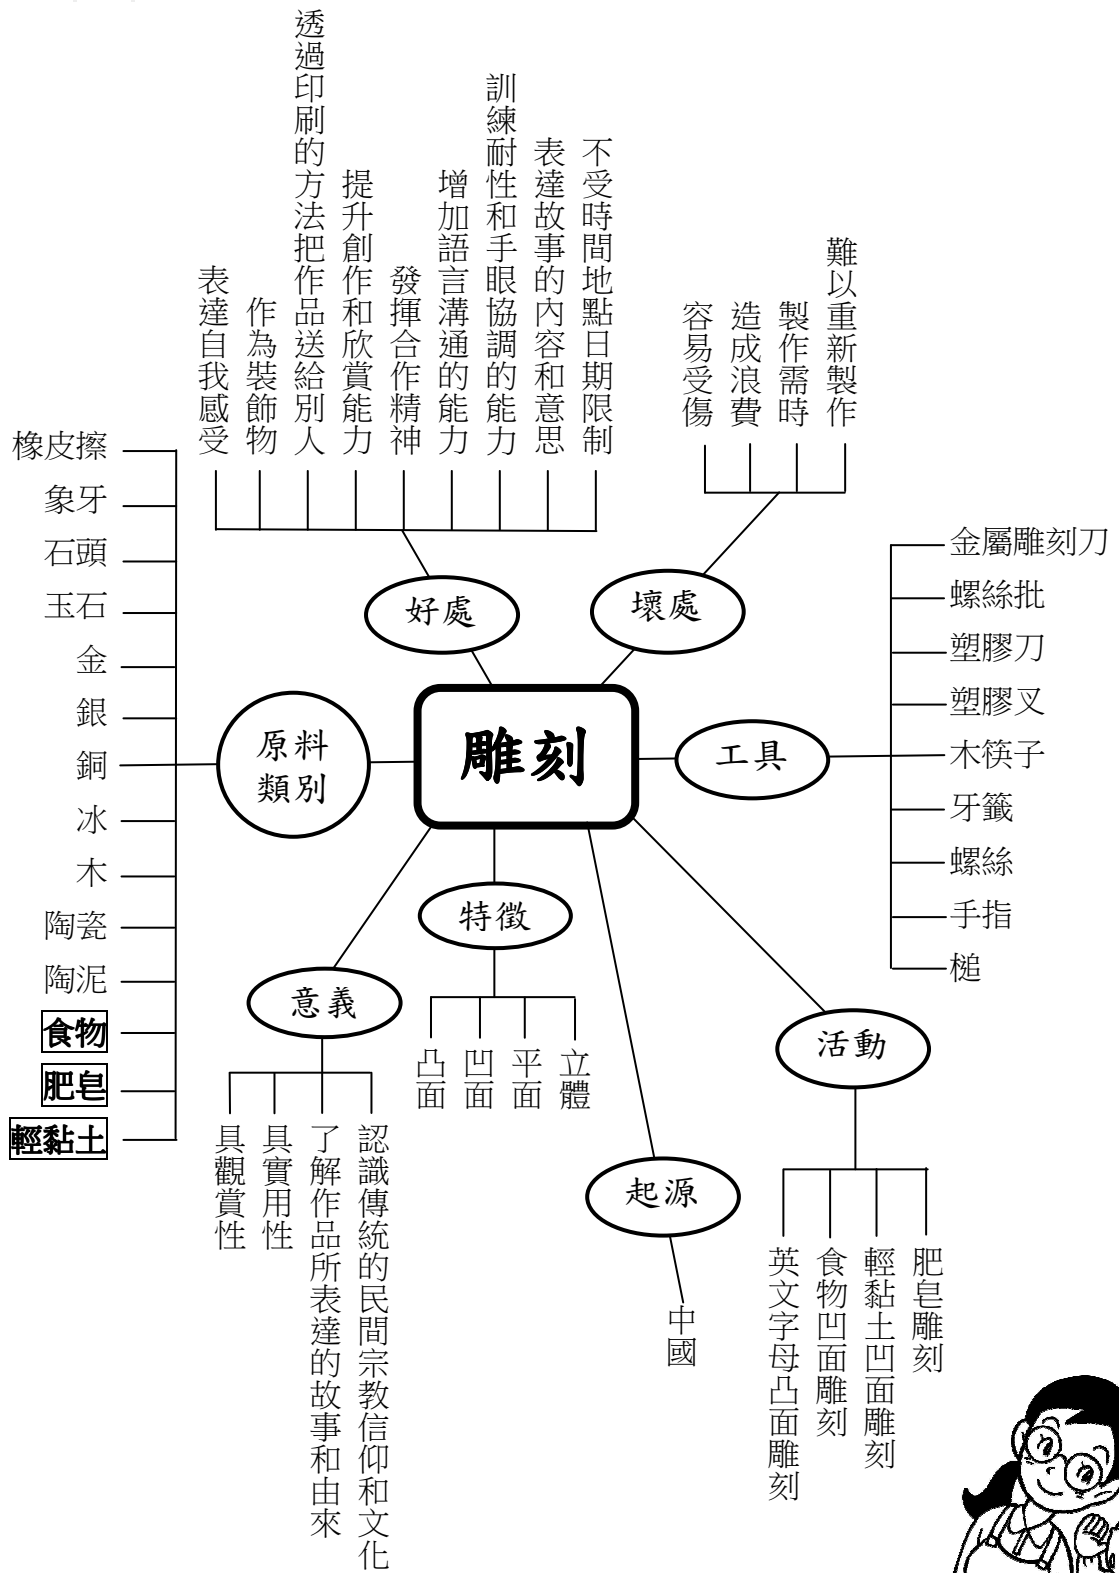 雕刻
好處
不受時間地點日期限制
表達故事的內容和意思
訓練耐性和手眼協調的能力
增加語言溝通的能力
發揮合作精神
提升創作和欣賞能力
透過印刷的方法把作品送給別人
作為裝飾物
表達自我感受
壞處
難以重新製作
製作需時
造成浪費
容易受傷
工具
金屬雕刻刀
螺絲批
塑膠刀
塑膠叉
木筷子
牙籤
螺絲
手指
槌
活動
肥皂雕刻
輕黏土凹面雕刻
食物凹面雕刻
英文字母凸面雕刻
起源
中國
特徵
立體
平面
凹面
凸面
意義
認識傳統的民間宗教信仰和文化
了解作品所表達的故事和由來
具實用性
具觀賞性
原料
類別
橡皮擦
象牙
石頭
玉石
金
銀
銅
冰
木
陶瓷
陶泥
食物
肥皂
輕黏土